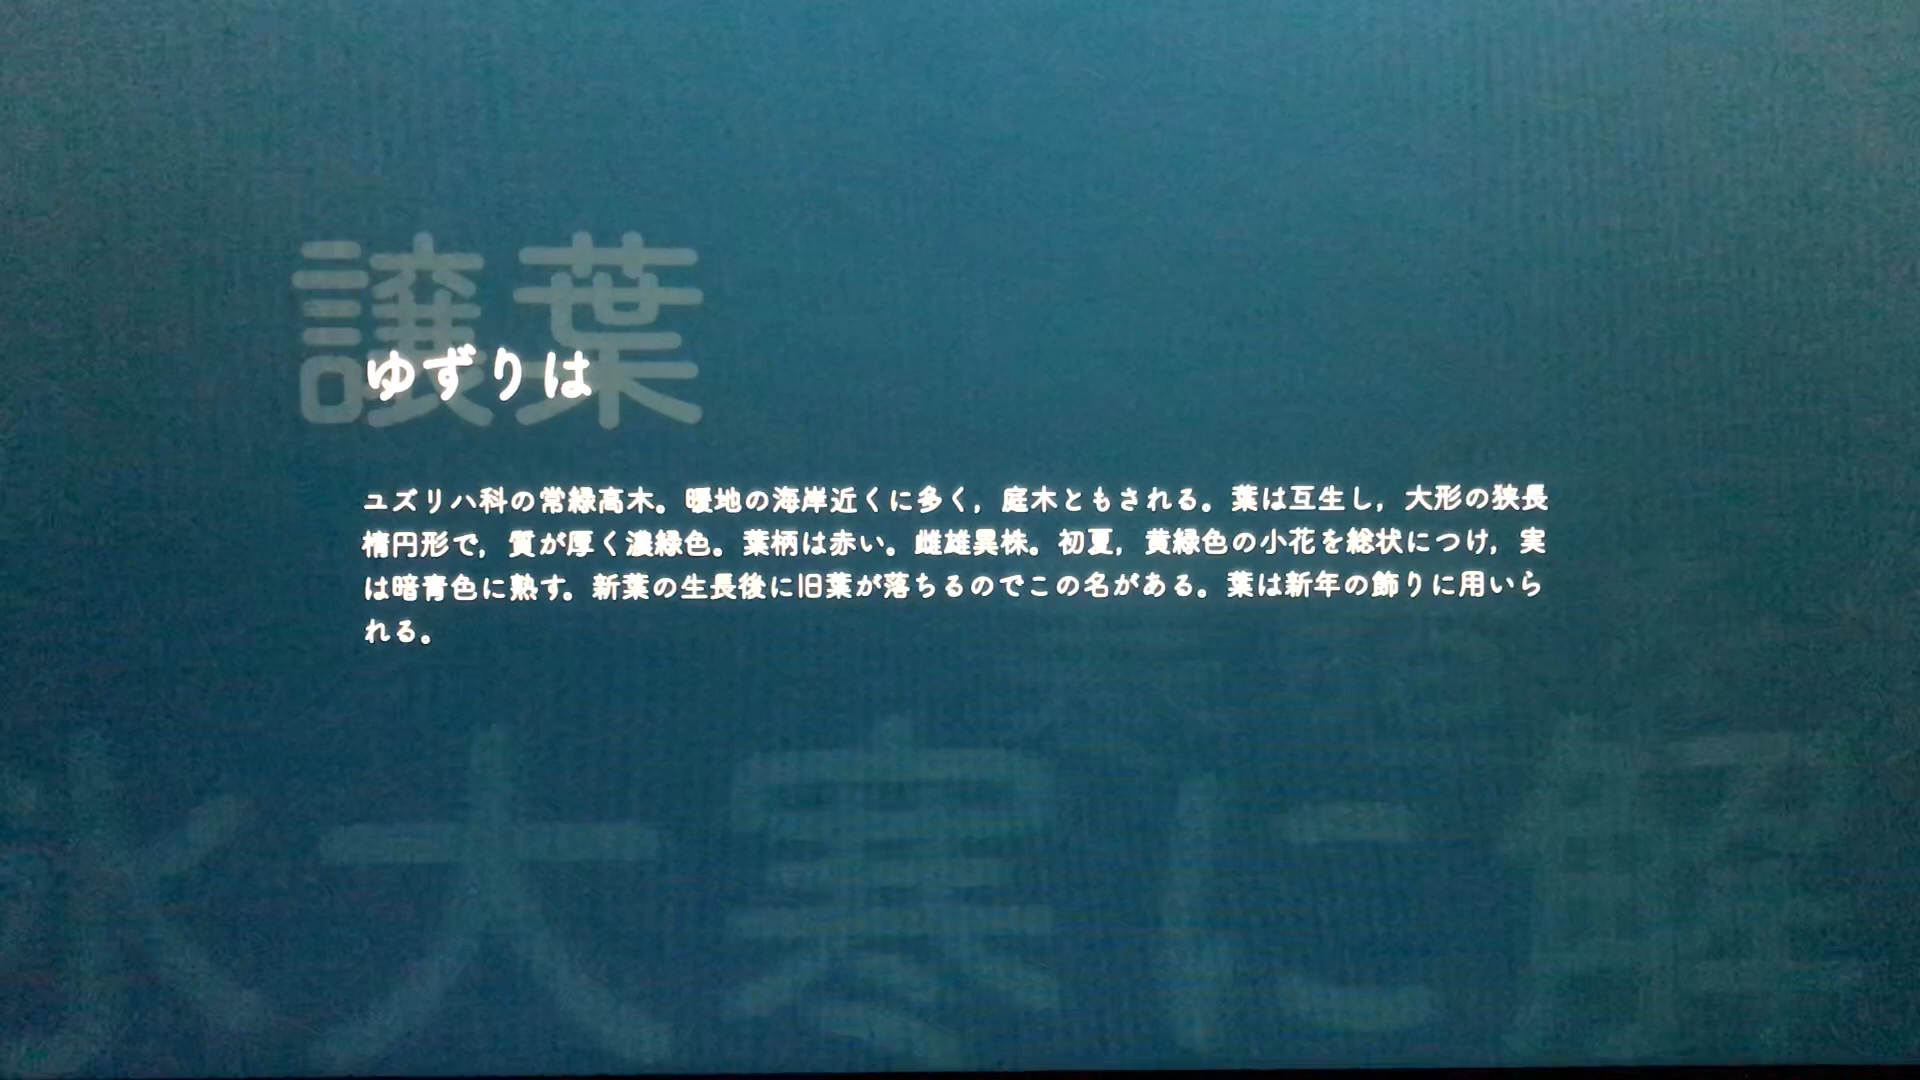 譲葉
ゆずりは
ユズリハ科の常緑高木。暖地の海岸近くに多く，庭木ともされる。葉は互生し，大形の狭長
楕円形で，質が厚く濃緑色。葉柄は赤い。雌雄異株。初夏，黄緑色の小花を総状につけ，実
は暗青色に熟す。新葉の生長後に旧葉が落ちるのでこの名がある。葉は新年の飾りに用いら
れる。